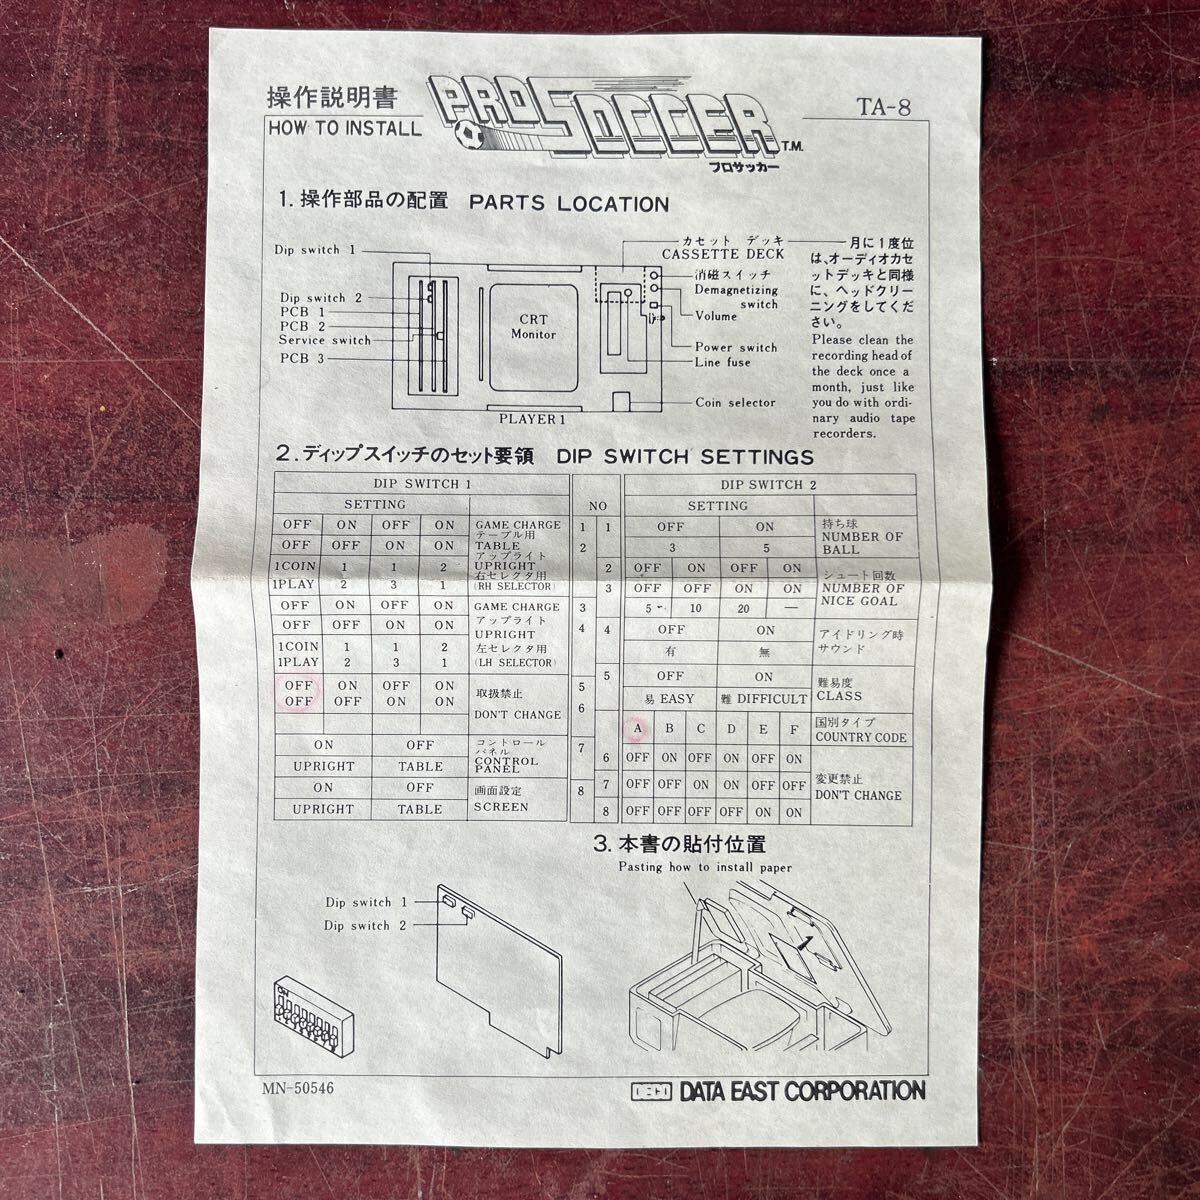 操作説明書
HOW TO INSTALL
PRO SOCCER T.M.
プロサッカー
TA-8
1. 操作部品の配置 PARTS LOCATION
Dip switch 1
Dip switch 2
PCB 1
PCB 2
Service switch
PCB 3
CRT
Monitor
PLAYER 1
カセット デッキ
CASSETTE DECK
消磁スイッチ
Demagnetizing
switch
Volume
Power switch
Line fuse
Coin selector
月に1度位
は、オーディオカセ
ットデッキと同様
に、ヘッドクリー
ニングをしてくだ
さい。
Please clean the
recording head of
the deck once a
month, just like
you do with ordi-
nary audio tape
recorders.
2. ディップスイッチのセット要領 DIP SWITCH SETTINGS
DIP SWITCH 1
SETTING
OFF ON OFF ON GAME CHARGE
テーブル用
OFF OFF ON ON TABLE
アップライト
1COIN 1 1 2 UPRIGHT
右セレクタ用
1PLAY 2 3 1 (RH SELECTOR)
OFF ON OFF ON GAME CHARGE
OFF OFF ON ON アップライト
UPRIGHT
1COIN 1 1 2 左セレクタ用
1PLAY 2 3 1 (LH SELECTOR)
OFF ON OFF ON 取扱禁止
OFF OFF ON ON
DON'T CHANGE
ON OFF コントロール
パネル
UPRIGHT TABLE CONTROL
PANEL
ON OFF 画面設定
UPRIGHT TABLE SCREEN
NO
1 1
2
2
3
3
4 4
5
5
6
7
6
7
8
8
DIP SWITCH 2
SETTING
OFF ON 持ち球
3 5 NUMBER OF
BALL
OFF ON OFF ON シュート回数
OFF OFF ON ON NUMBER OF
5 10 20 — NICE GOAL
OFF ON アイドリング時
有 無 サウンド
OFF ON 難易度
易 EASY 難 DIFFICULT CLASS
A B C D E F 国別タイプ
COUNTRY CODE
OFF ON OFF ON OFF ON
OFF OFF ON ON OFF OFF 変更禁止
DON'T CHANGE
OFF OFF OFF OFF ON ON
3. 本書の貼付位置
Pasting how to install paper
Dip switch 1
Dip switch 2
ON
MN-50546
DECO DATA EAST CORPORATION